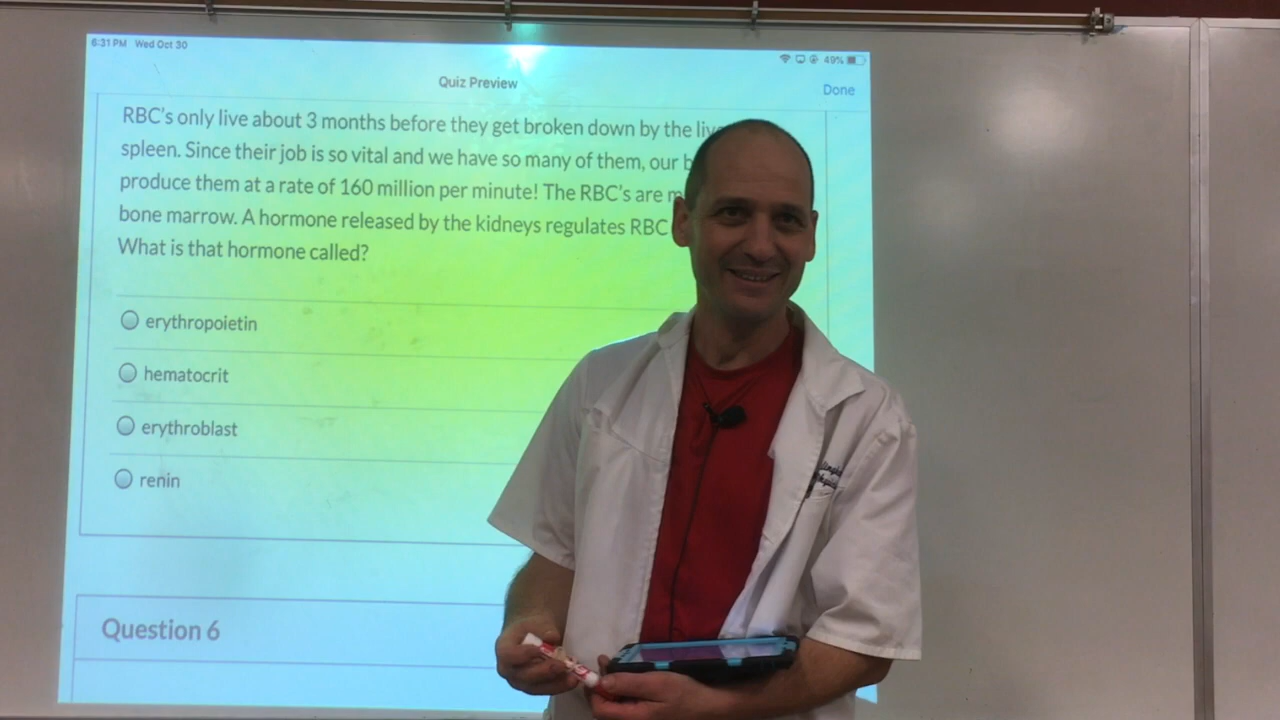 6:31 PM Wed Oct 30
49%
Quiz Preview
Done
RBC's only live about 3 months before they get broken down by the
spleen. Since their job is so vital and we have so many of them, our
produce them at a rate of 160 million per minute! The RBC's are
bone marrow. A hormone released by the kidneys regulates RBC
What is that hormone called?
erythropoietin
hematocrit
erythroblast
renin
Question 6